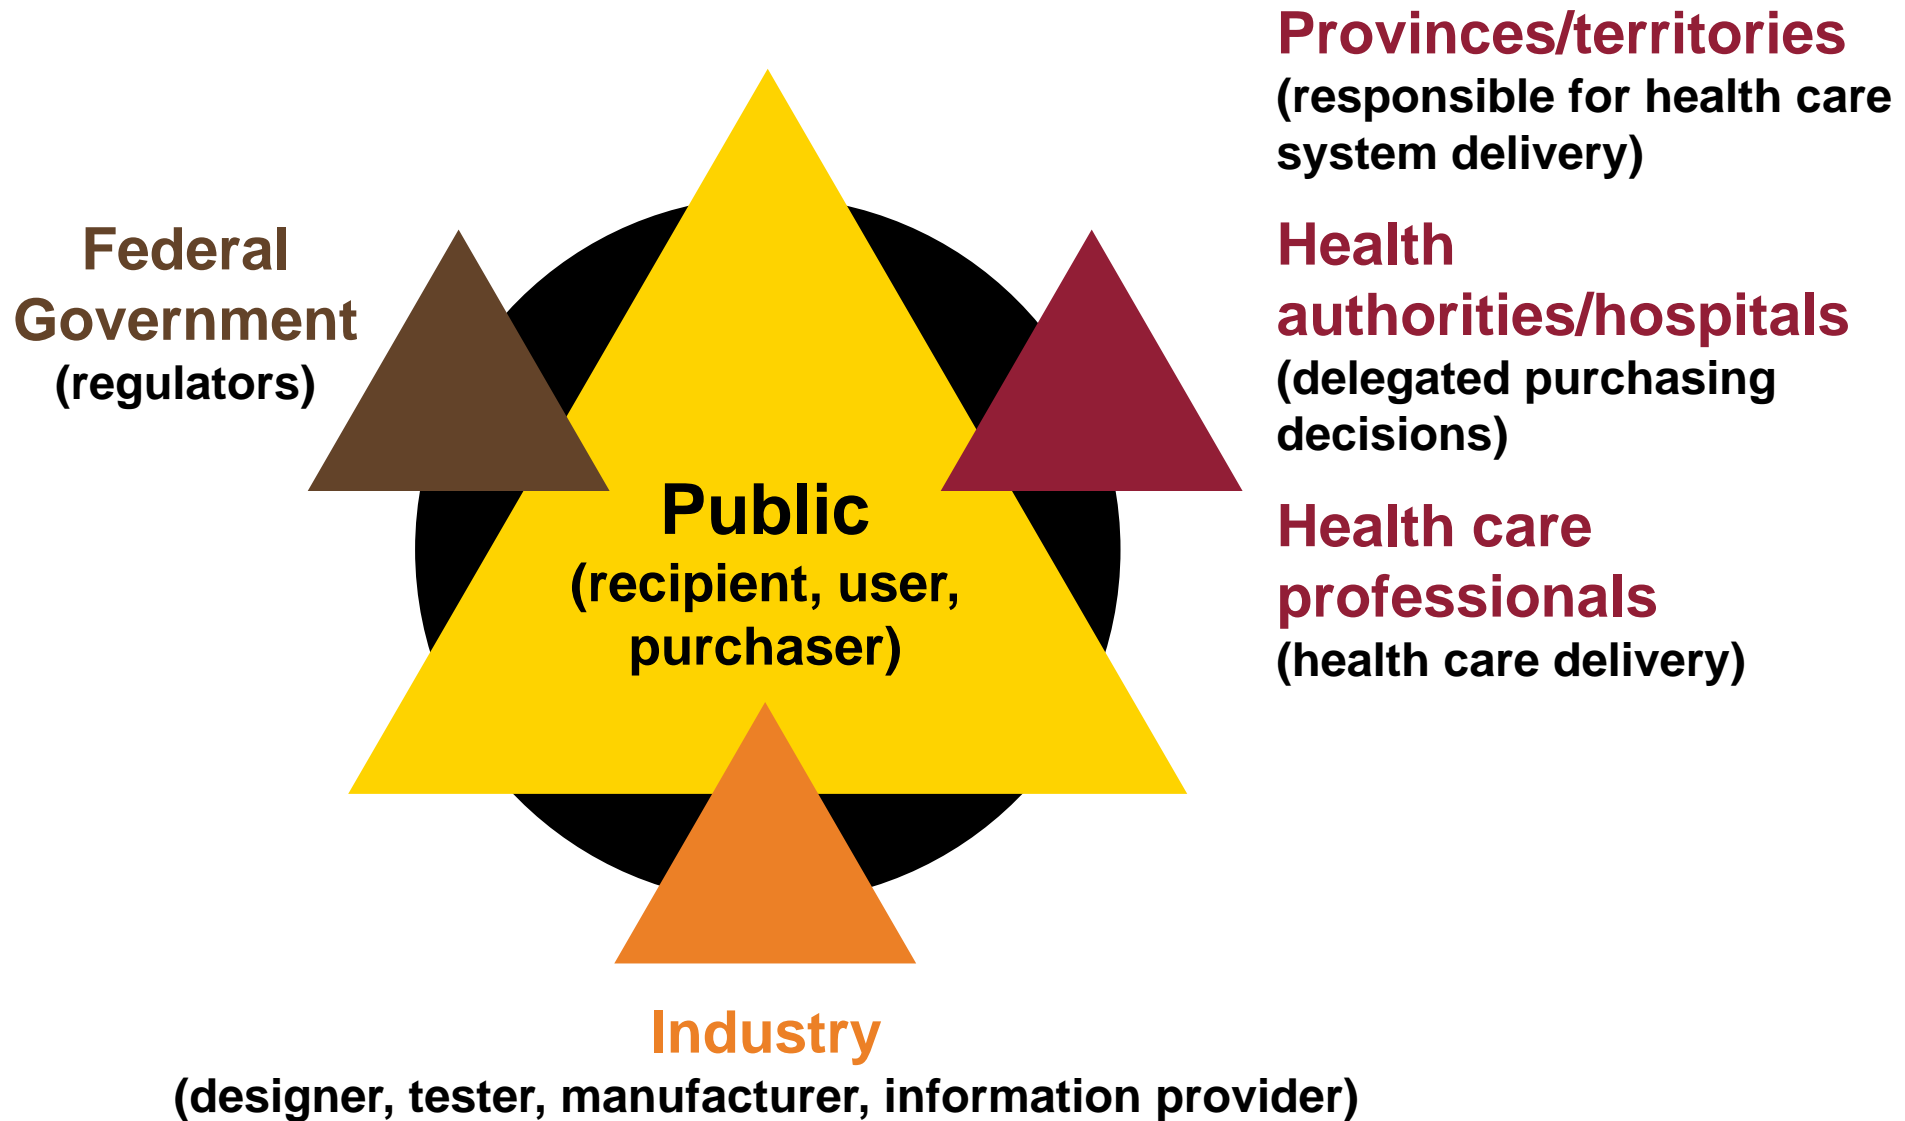 Federal
Government
(regulators)
Public
(recipient, user,
purchaser)
Provinces/territories
(responsible for health care
system delivery)
Health
authorities/hospitals
(delegated purchasing
decisions)
Health care
professionals
(health care delivery)
Industry
(designer, tester, manufacturer, information provider)